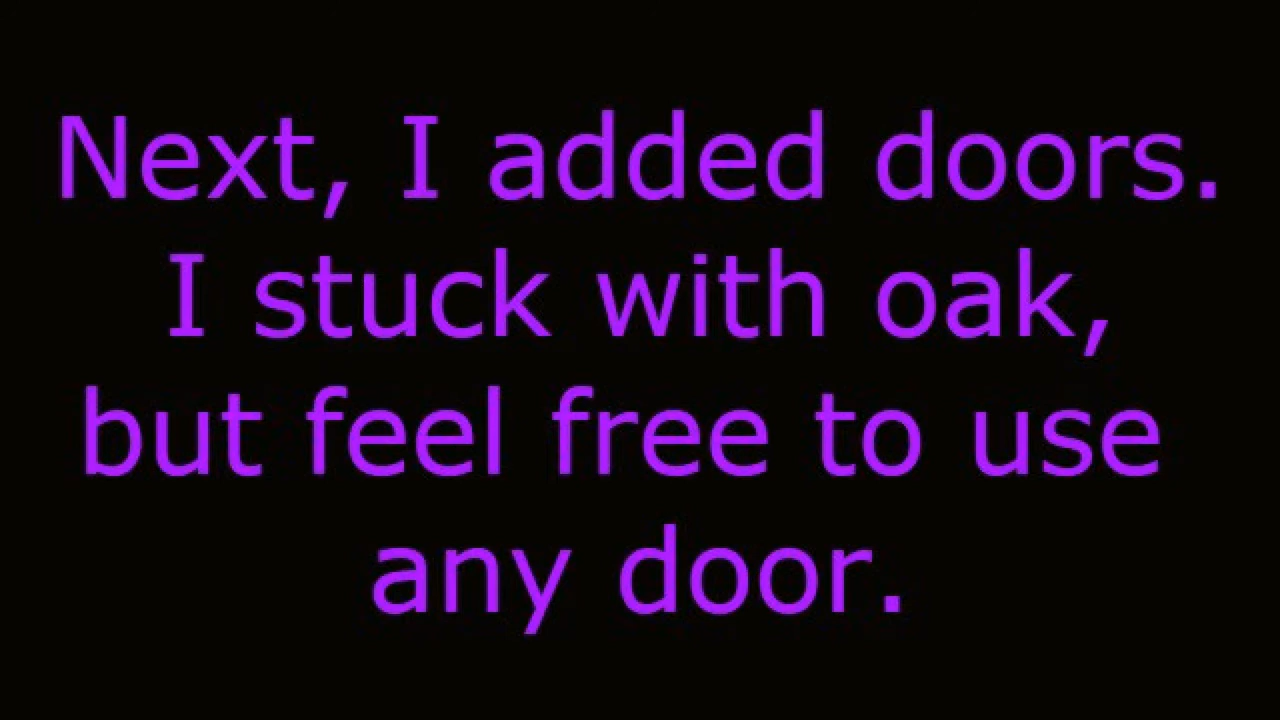 Next, I added doors.
I stuck with oak,
but feel free to use
any door.